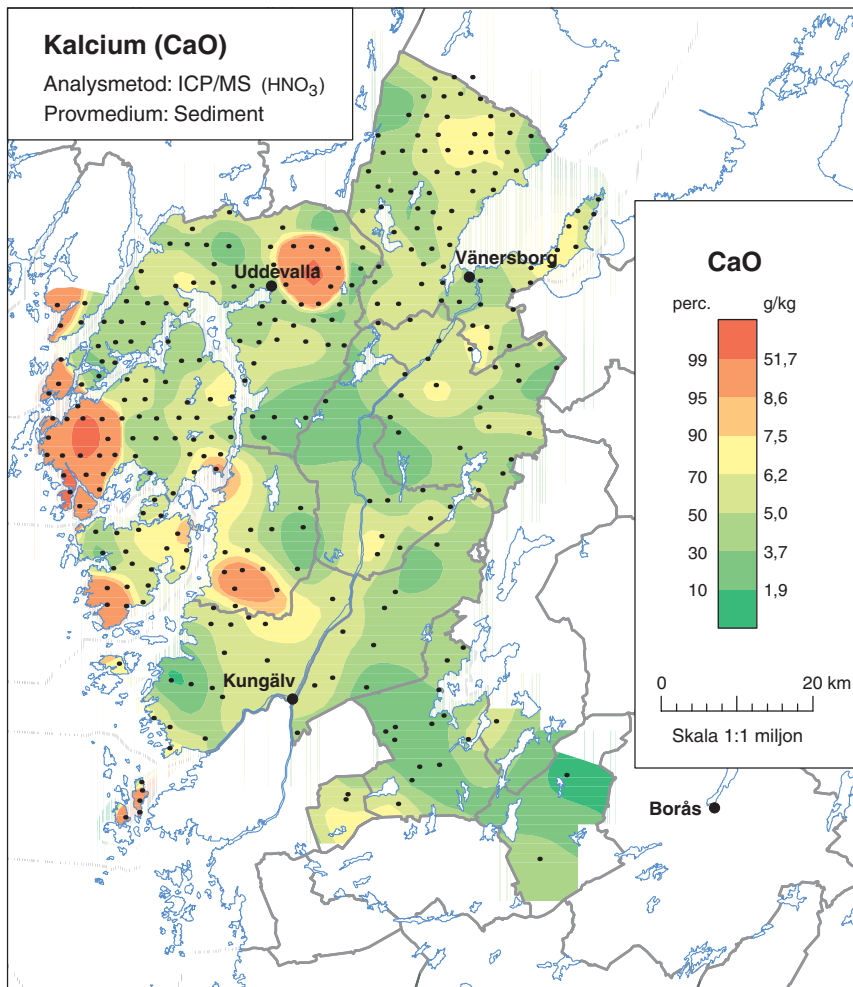 Kalcium (CaO)
Analysmetod: ICP/MS (HNO3)
Provmedium: Sediment
Uddevalla
Vänersborg
Kungälv
Borås
CaO
perc. g/kg
99 51,7
95 8,6
90 7,5
70 6,2
50 5,0
30 3,7
10 1,9
0 20 km
Skala 1:1 miljon